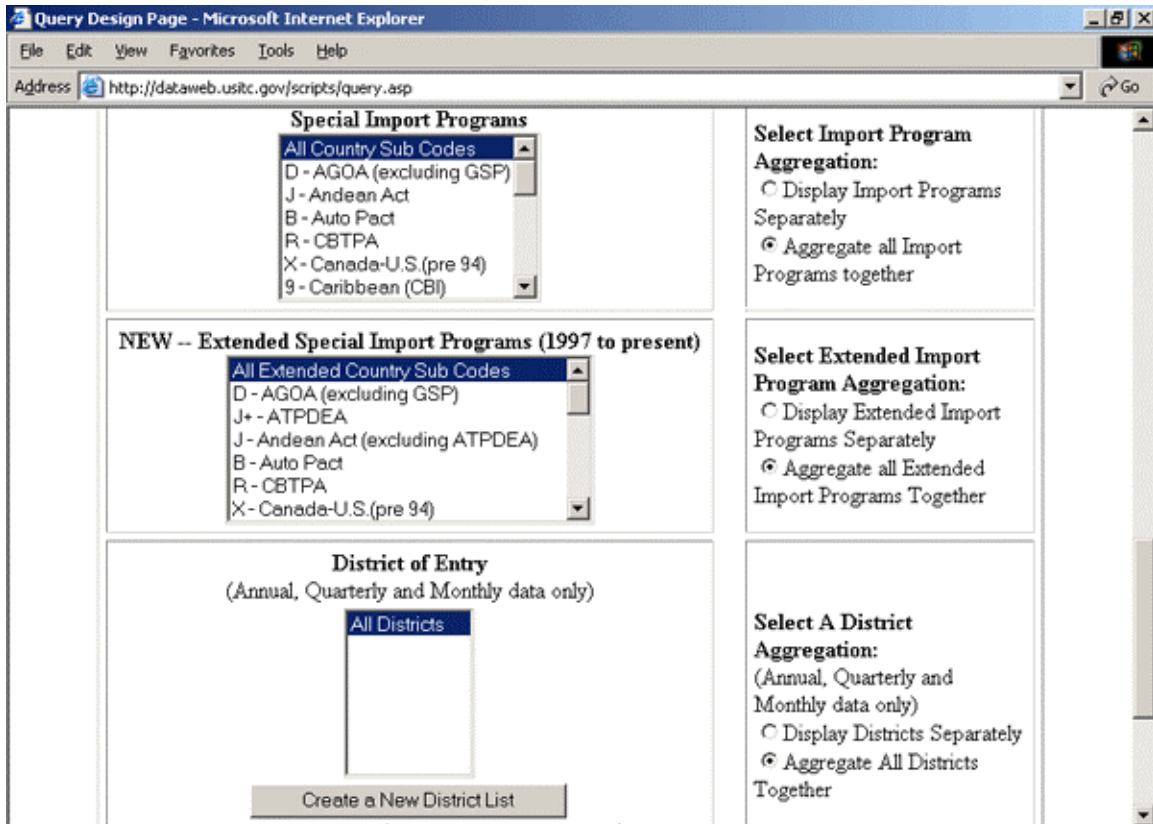 Query Design Page - Microsoft Internet Explorer
File Edit View Favorites Tools Help
Address http://dataweb.usitc.gov/scripts/query.asp Go
Special Import Programs
All Country Sub Codes
D - AGOA (excluding GSP)
J - Andean Act
B - Auto Pact
R - CBTPA
X - Canada-U.S.(pre 94)
9 - Caribbean (CBI)
Select Import Program
Aggregation:
Display Import Programs
Separately
Aggregate all Import
Programs together
NEW -- Extended Special Import Programs (1997 to present)
All Extended Country Sub Codes
D - AGOA (excluding GSP)
J+ - ATPDEA
J - Andean Act (excluding ATPDEA)
B - Auto Pact
R - CBTPA
X - Canada-U.S.(pre 94)
Select Extended Import
Program Aggregation:
Display Extended Import
Programs Separately
Aggregate all Extended
Import Programs Together
District of Entry
(Annual, Quarterly and Monthly data only)
All Districts
Create a New District List
Select A District
Aggregation:
(Annual, Quarterly and
Monthly data only)
Display Districts Separately
Aggregate All Districts
Together